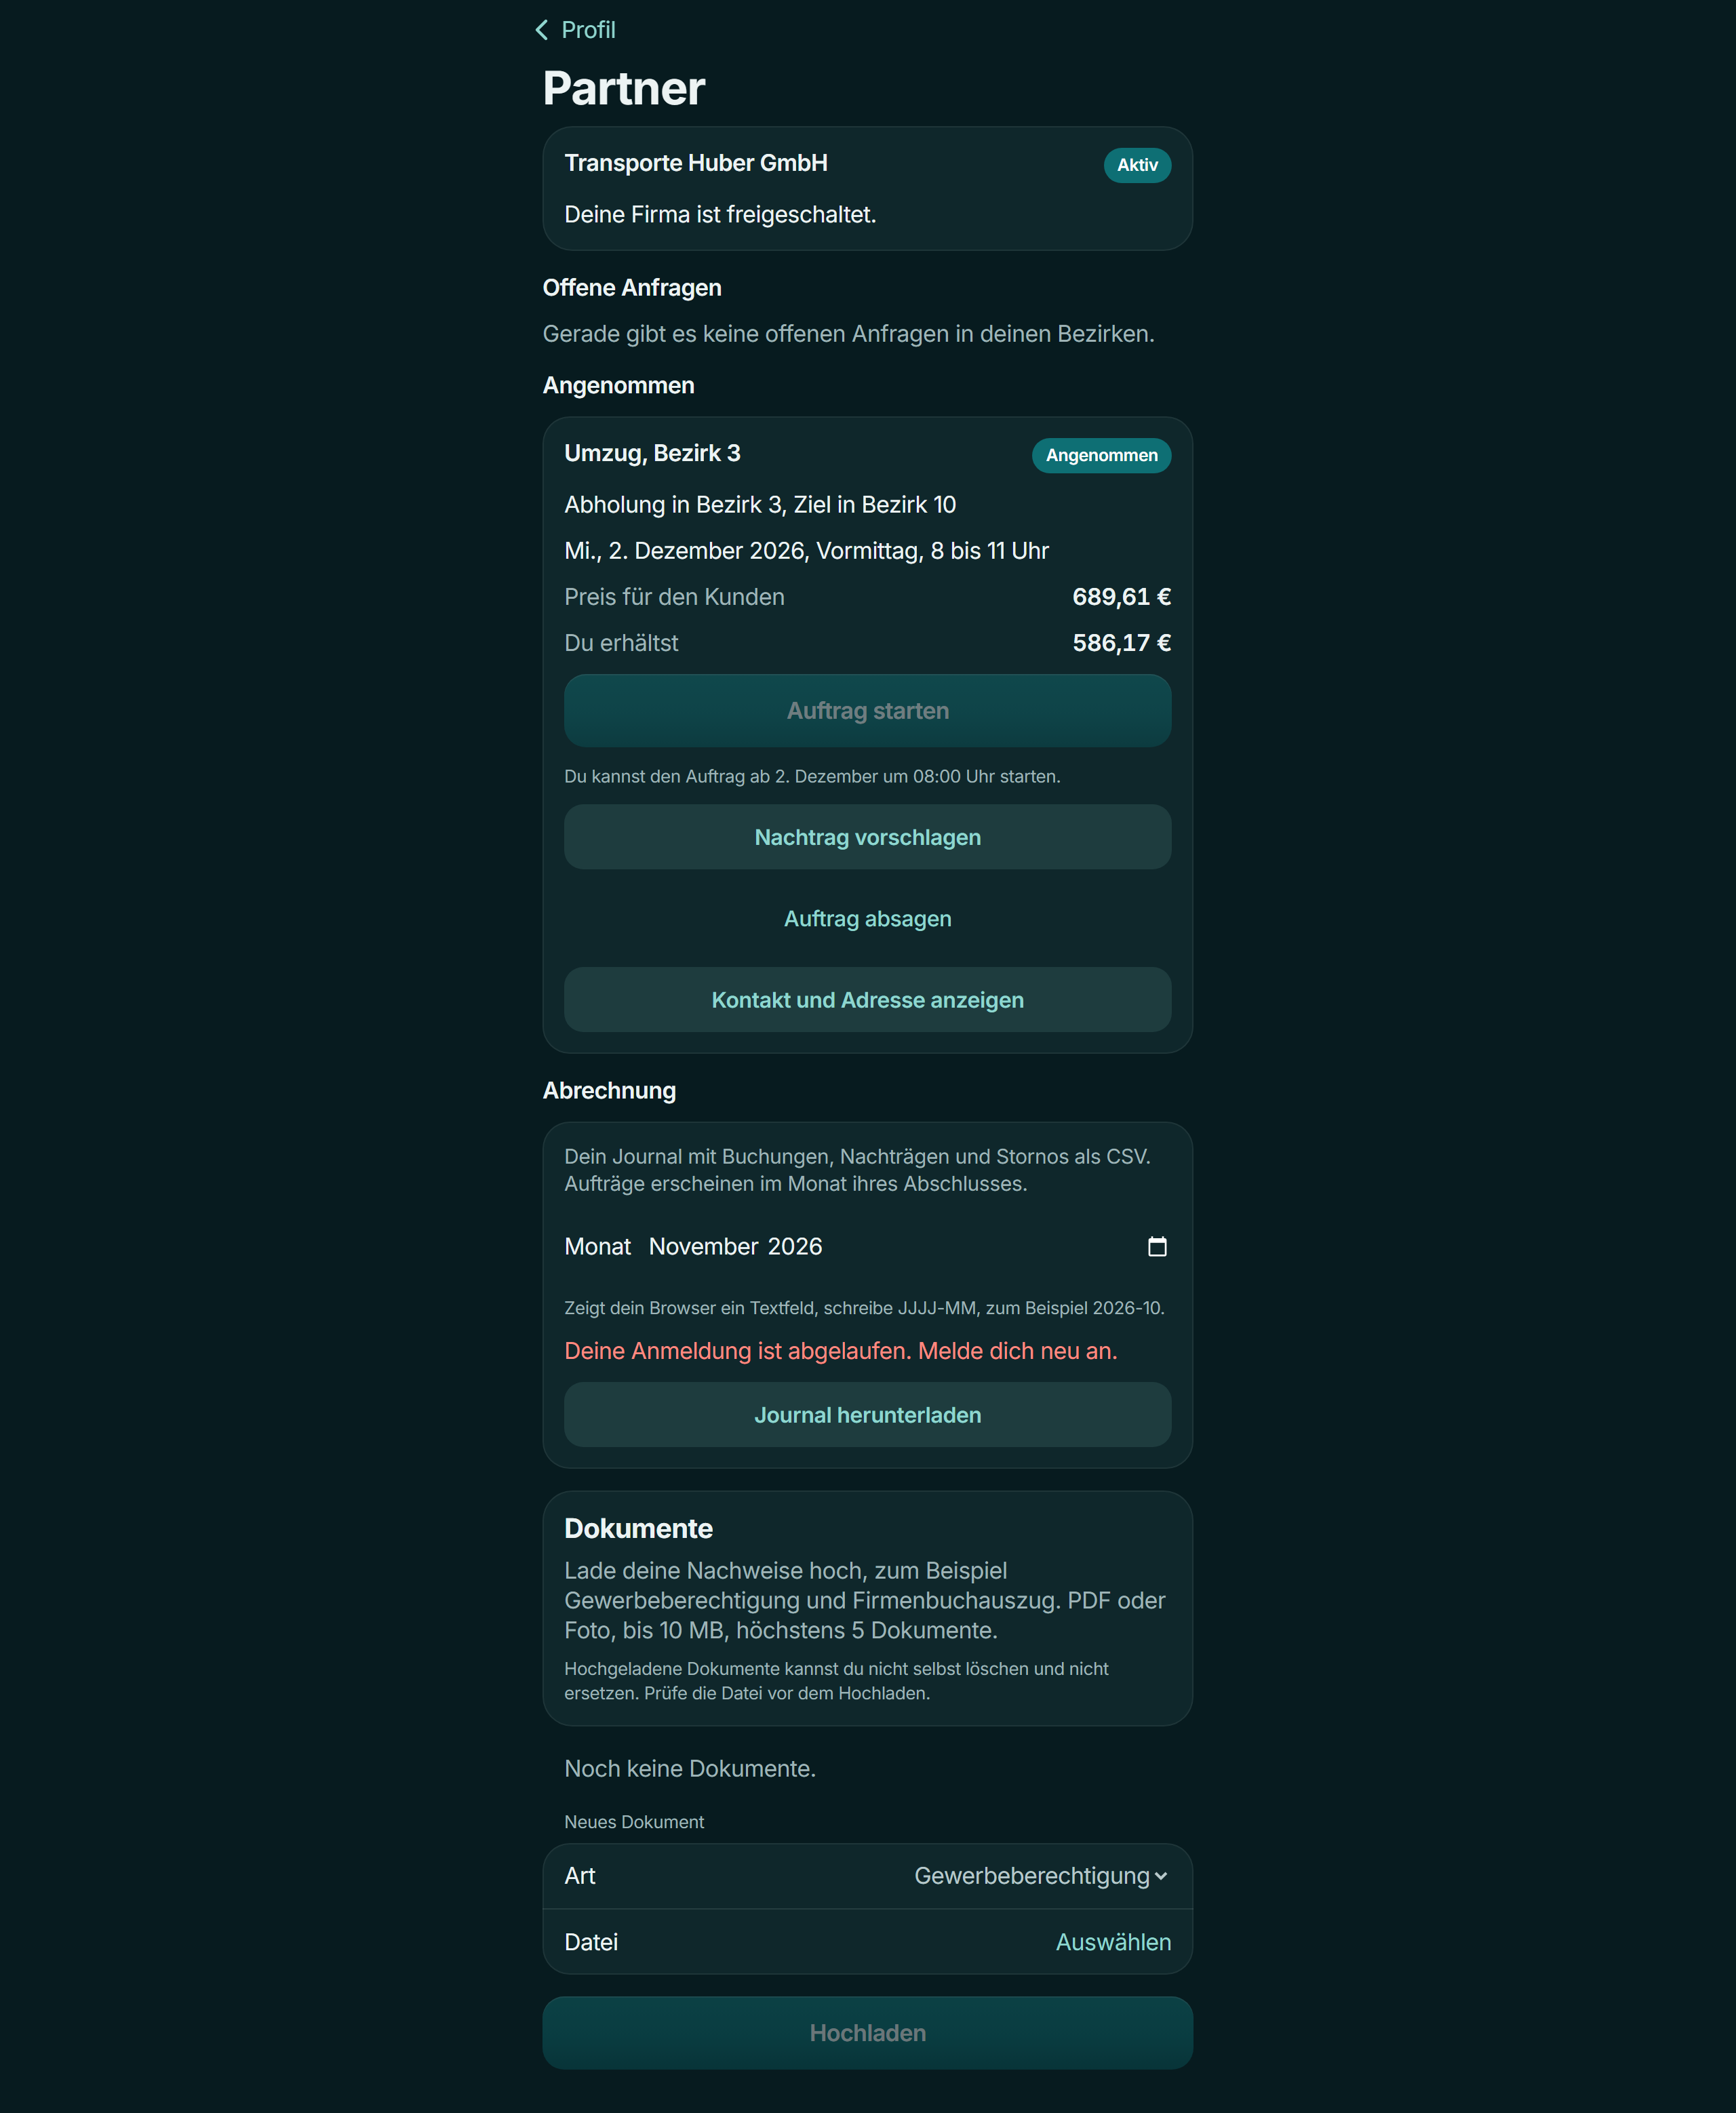 Profil
Partner
Transporte Huber GmbH
Aktiv
Deine Firma ist freigeschaltet.
Offene Anfragen
Gerade gibt es keine offenen Anfragen in deinen Bezirken.
Angenommen
Umzug, Bezirk 3
Angenommen
Abholung in Bezirk 3, Ziel in Bezirk 10
Mi., 2. Dezember 2026, Vormittag, 8 bis 11 Uhr
Preis für den Kunden 689,61 €
Du erhältst 586,17 €
Auftrag starten
Du kannst den Auftrag ab 2. Dezember um 08:00 Uhr starten.
Nachtrag vorschlagen
Auftrag absagen
Kontakt und Adresse anzeigen
Abrechnung
Dein Journal mit Buchungen, Nachträgen und Stornos als CSV.
Aufträge erscheinen im Monat ihres Abschlusses.
Monat November 2026
Zeigt dein Browser ein Textfeld, schreibe JJJJ-MM, zum Beispiel 2026-10.
Deine Anmeldung ist abgelaufen. Melde dich neu an.
Journal herunterladen
Dokumente
Lade deine Nachweise hoch, zum Beispiel
Gewerbeberechtigung und Firmenbuchauszug. PDF oder
Foto, bis 10 MB, höchstens 5 Dokumente.
Hochgeladene Dokumente kannst du nicht selbst löschen und nicht
ersetzen. Prüfe die Datei vor dem Hochladen.
Noch keine Dokumente.
Neues Dokument
Art Gewerbeberechtigung
Datei Auswählen
Hochladen